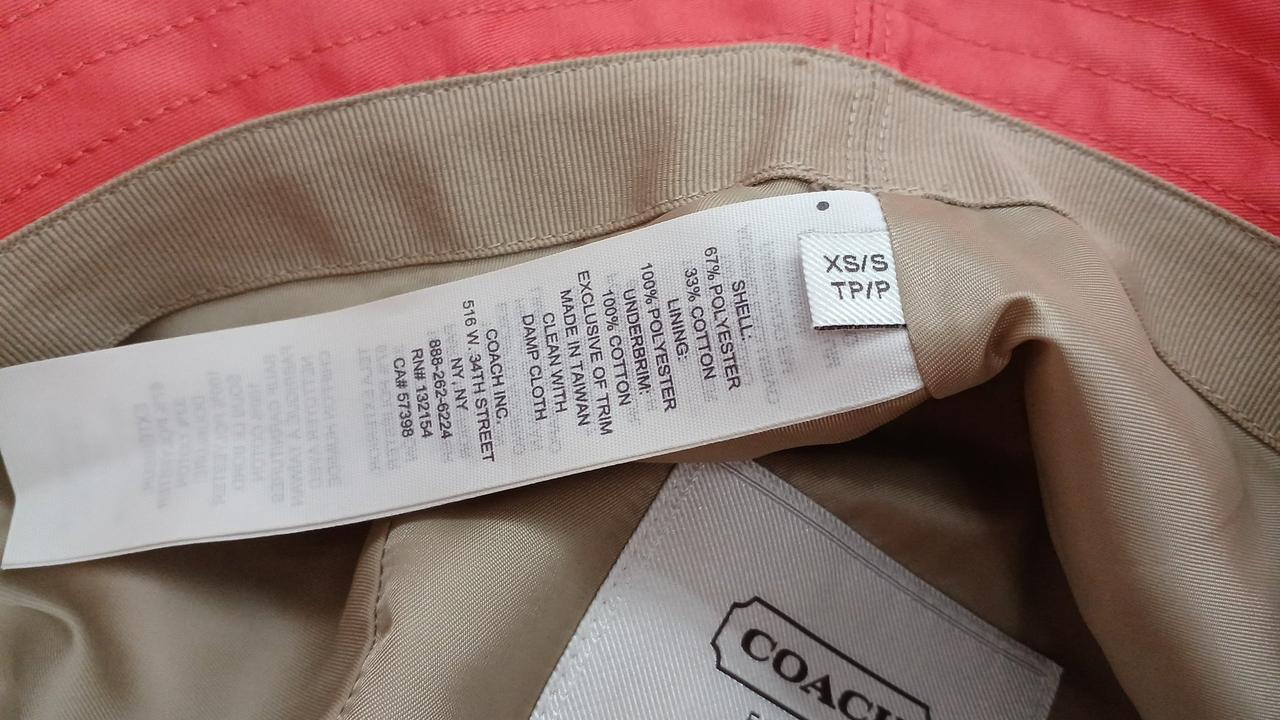 XS/S
TP/P
SHELL:
67% POLYESTER
33% COTTON
LINING:
100% POLYESTER
UNDERBRIM:
100% COTTON
EXCLUSIVE OF TRIM
MADE IN TAIWAN
CLEAN WITH
DAMP CLOTH
COACH INC.
516 W. 34TH STREET
NY, NY
888-262-6224
RN# 132154
CA# 57398
COACH